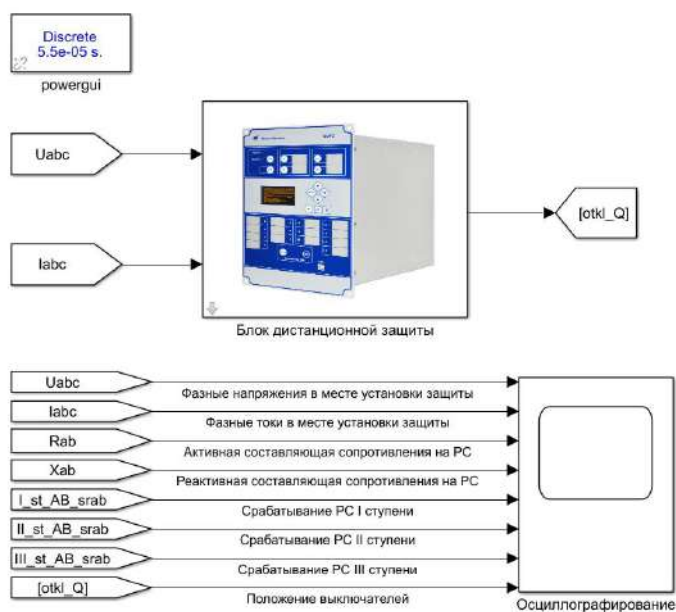 Discrete
5.5e-05 s.
powergui
Uabc
Iabc
[otkl_Q]
Блок дистанционной защиты
Uabc
Фазные напряжения в месте установки защиты
Iabc
Фазные токи в месте установки защиты
Rab
Активная составляющая сопротивления на РС
Xab
Реактивная составляющая сопротивления на РС
I_st_AB_srab
Срабатывание РС I ступени
II_st_AB_srab
Срабатывание РС II ступени
III_st_AB_srab
Срабатывание РС III ступени
[otkl_Q]
Положение выключателей
Осциллографирование